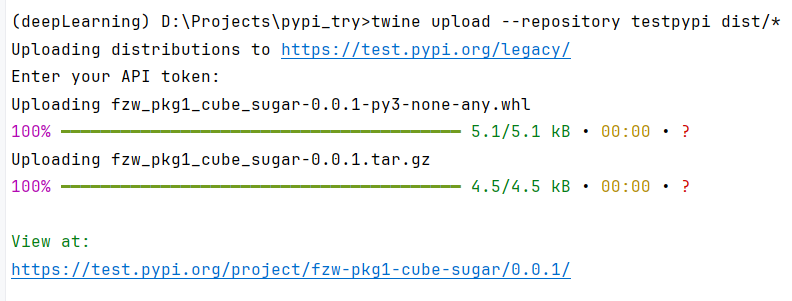 (deepLearning) D:\Projects\pypi_try>twine upload --repository testpypi dist/*
Uploading distributions to https://test.pypi.org/legacy/
Enter your API token:
Uploading fzw_pkg1_cube_sugar-0.0.1-py3-none-any.whl
100% ━━━━━━━━━━━━━━━━━━━━━━━━━━━━━━━━━━━━━━━━ 5.1/5.1 kB • 00:00 • ?
Uploading fzw_pkg1_cube_sugar-0.0.1.tar.gz
100% ━━━━━━━━━━━━━━━━━━━━━━━━━━━━━━━━━━━━━━━━ 4.5/4.5 kB • 00:00 • ?
View at:
https://test.pypi.org/project/fzw-pkg1-cube-sugar/0.0.1/